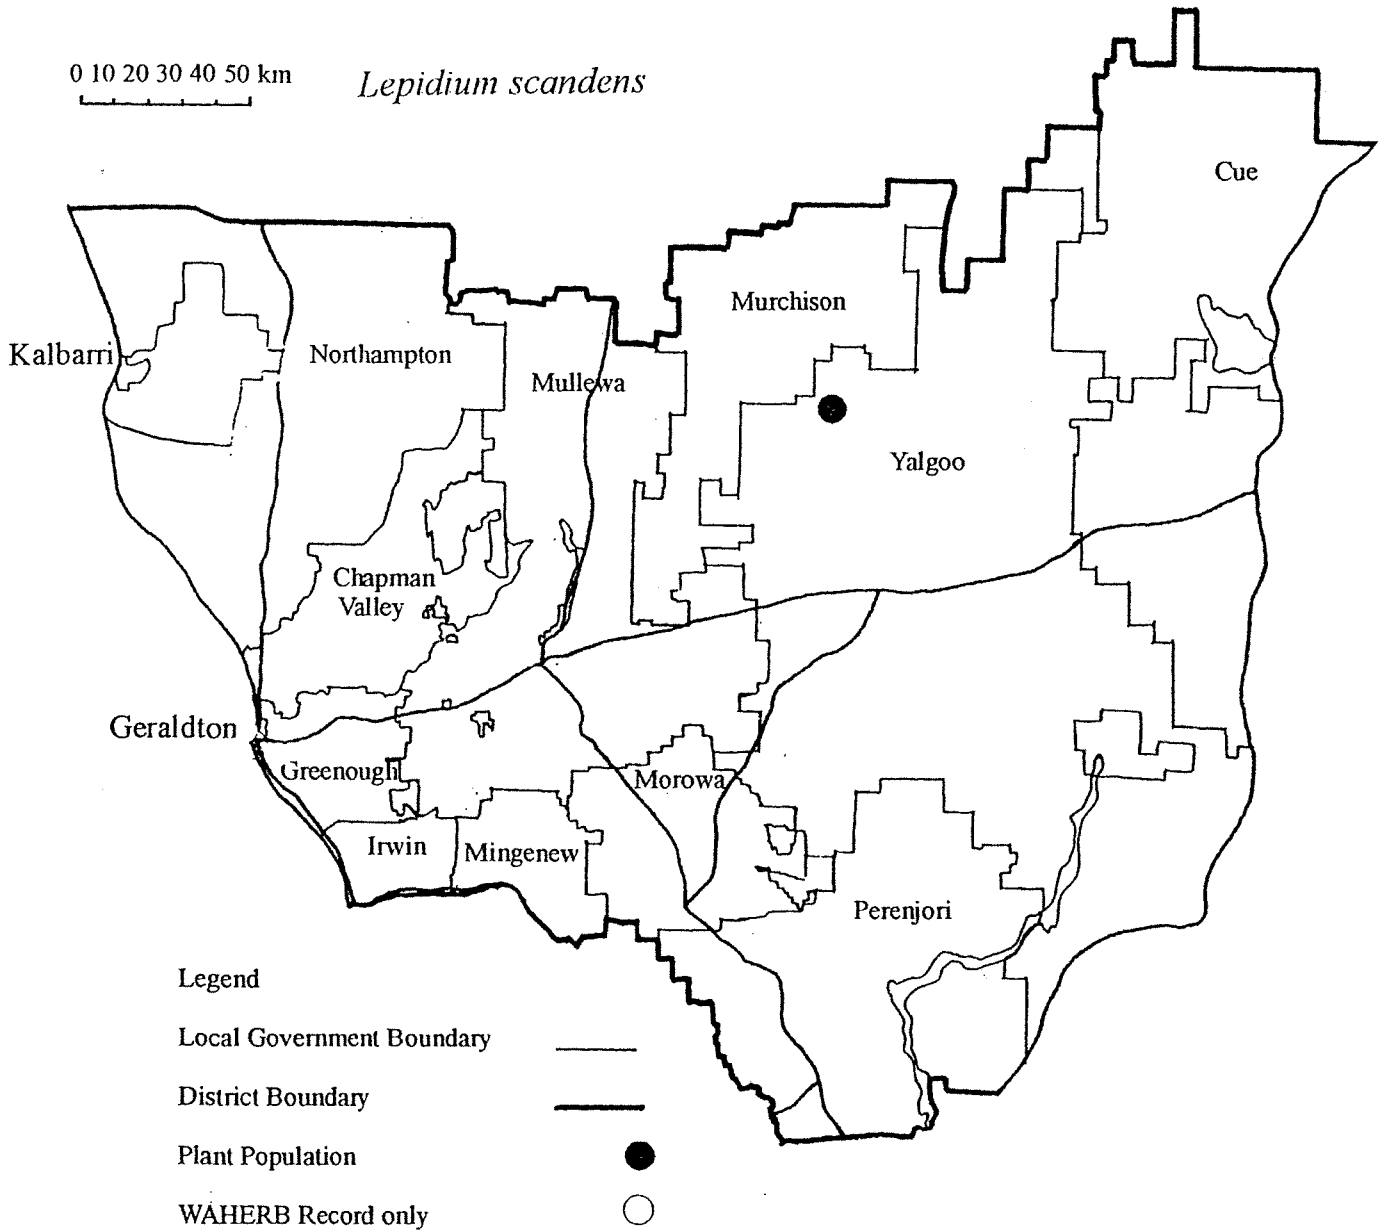 0 10 20 30 40 50 km
Lepidium scandens
Cue
Murchison
Kalbarri
Northampton
Mullewa
Yalgoo
Chapman
Valley
Geraldton
Greenough
Morowa
Irwin
Mingenew
Perenjori
Legend
Local Government Boundary
District Boundary
Plant Population
WAHERB Record only